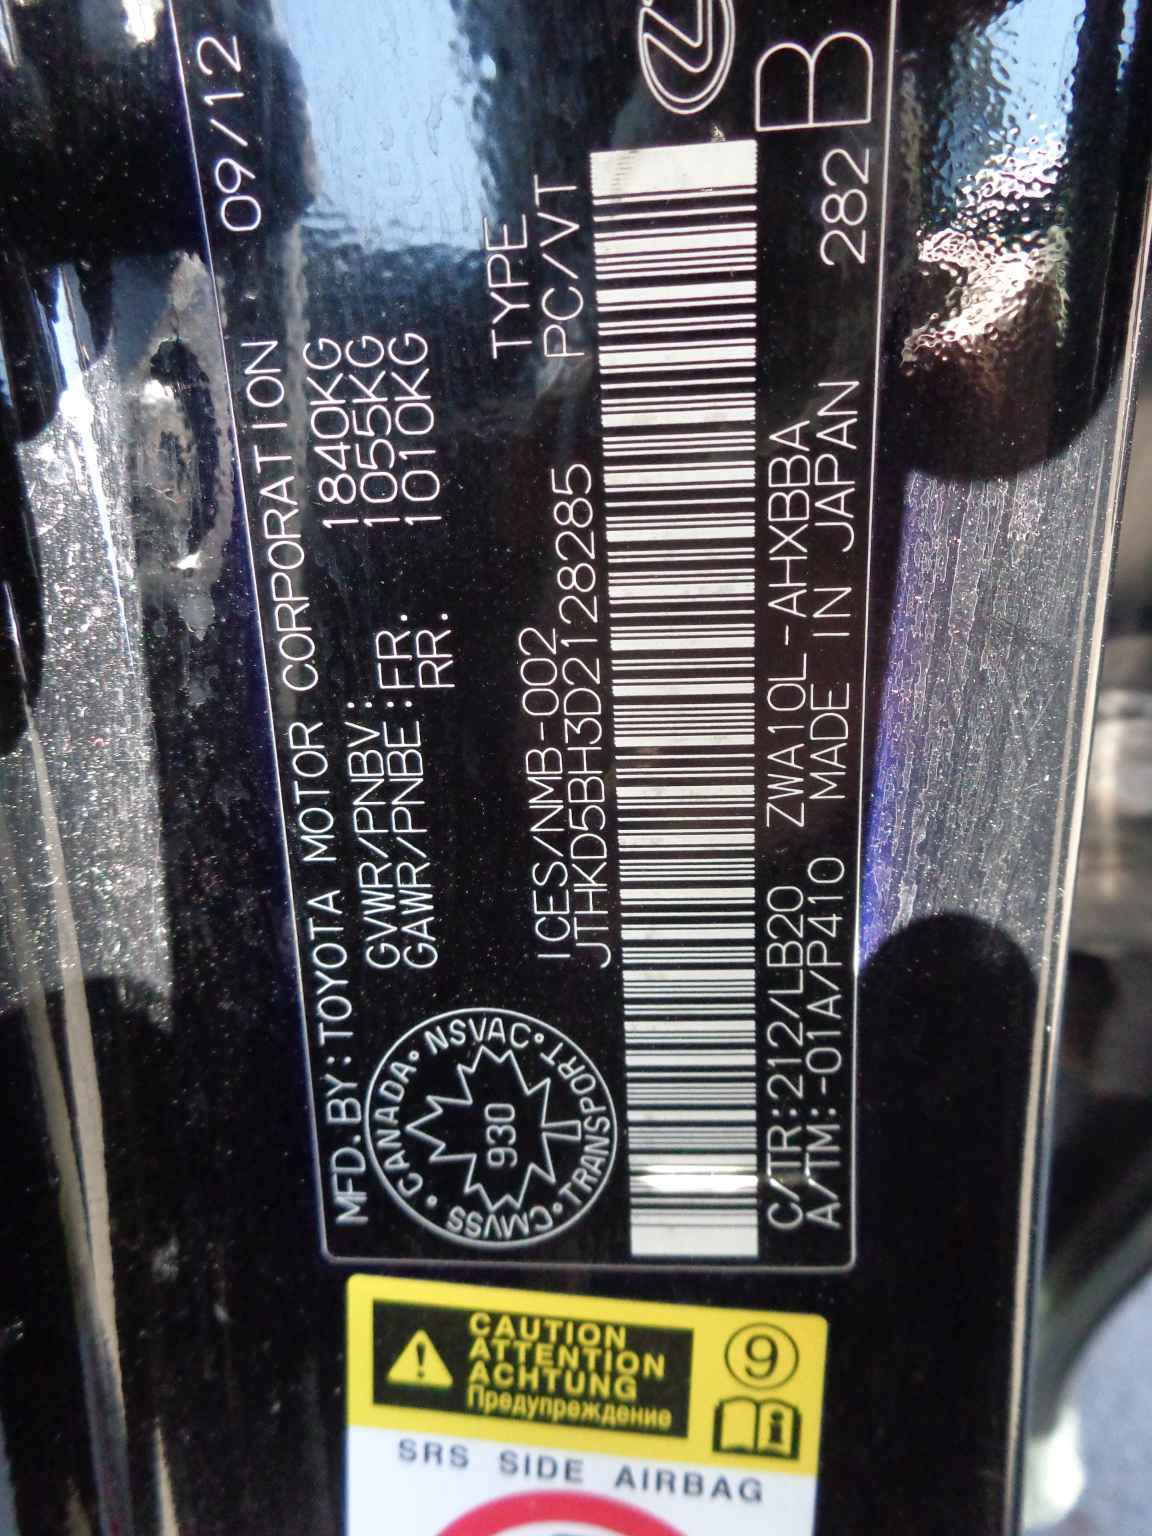 MFD.BY:TOYOTA MOTOR CORPORATION 09/12
GVWR/PNBV: 1840KG
GAWR/PNBE:FR. 1055KG
RR. 1010KG
CANADA NSVAC TRANSPORT CMVSS
930
ICES/NMB-002 TYPE
JTHKD5BH3D2128285 PC/VT
C/TR:212/LB20 ZWA10L-AHXBBA
A/TM:-01A/P410 MADE IN JAPAN 282 B
CAUTION
ATTENTION
ACHTUNG
Предупреждение
9
i
SRS SIDE AIRBAG